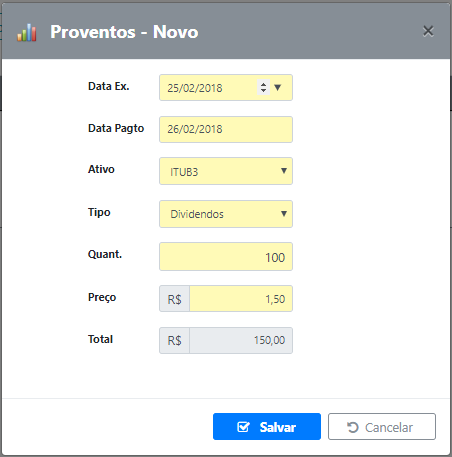 Proventos - Novo ×
Data Ex. 25/02/2018
Data Pagto 26/02/2018
Ativo ITUB3
Tipo Dividendos
Quant. 100
Preço R$ 1,50
Total R$ 150,00
Salvar Cancelar